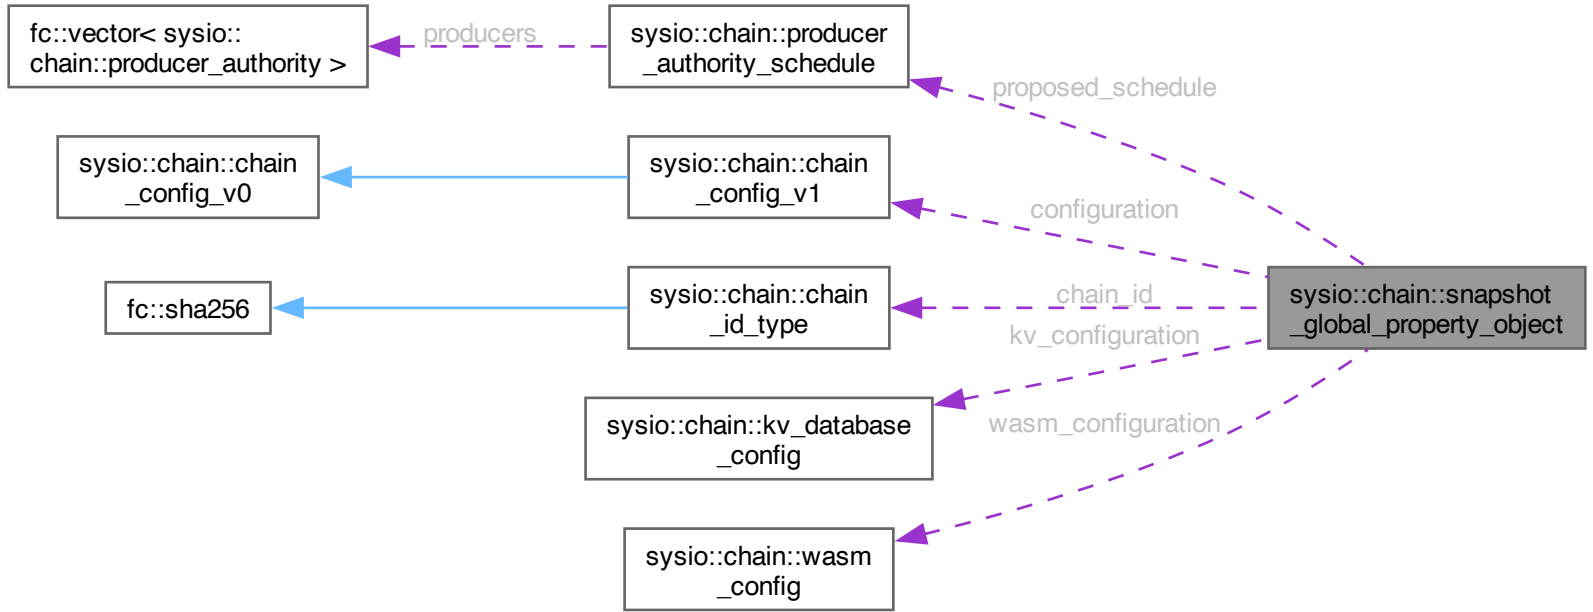 fc::vector< sysio::
chain::producer_authority >
producers
sysio::chain::producer
_authority_schedule
proposed_schedule
sysio::chain::chain
_config_v0
sysio::chain::chain
_config_v1
configuration
fc::sha256
sysio::chain::chain
_id_type
chain_id
sysio::chain::snapshot
_global_property_object
kv_configuration
sysio::chain::kv_database
_config
wasm_configuration
sysio::chain::wasm
_config